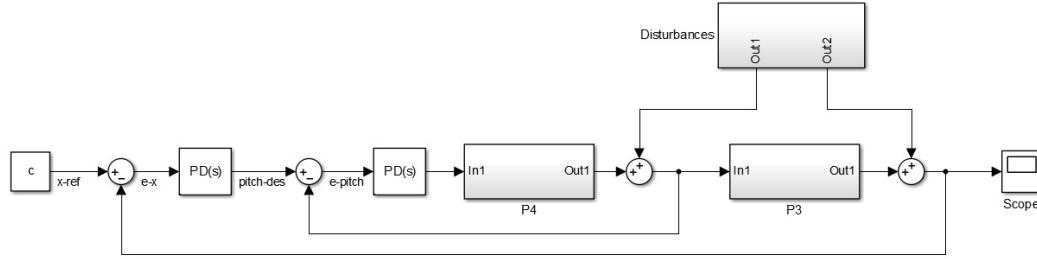 Disturbances
Out1
Out2
c
x-ref
e-x
PD(s)
pitch-des
e-pitch
PD(s)
In1
Out1
P4
In1
Out1
P3
Scope